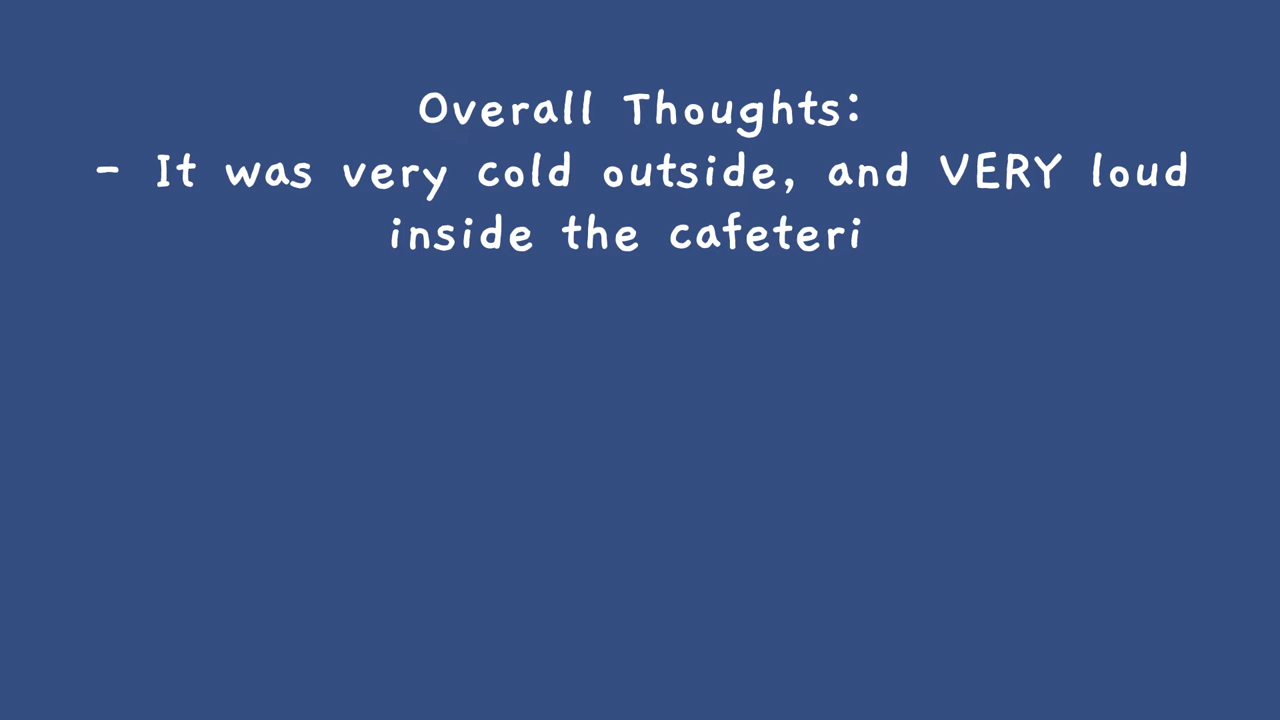 Overall Thoughts:
- It was very cold outside, and VERY loud
inside the cafeteri